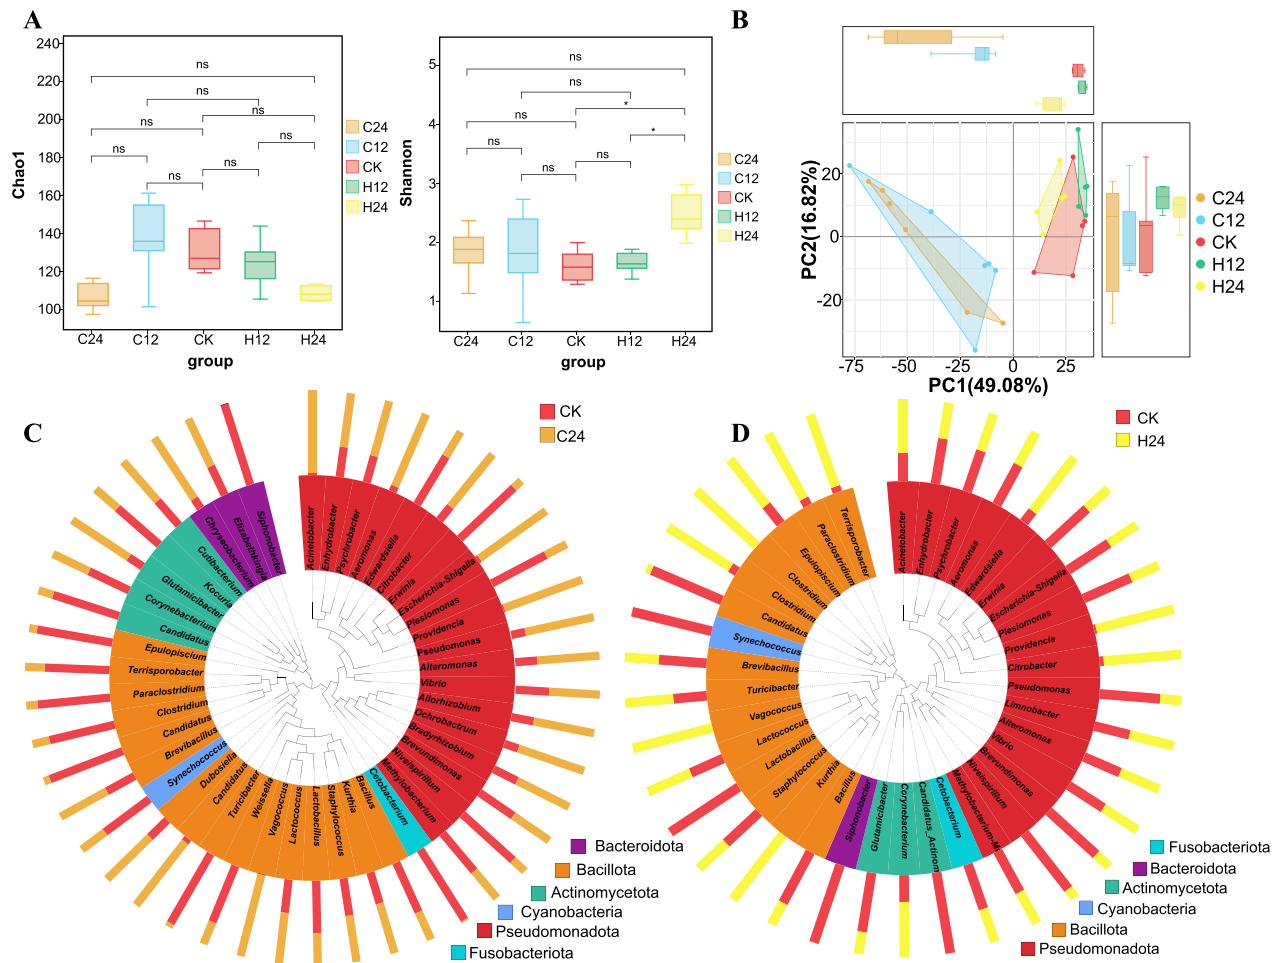 A
Chao1
240
220
200
180
160
140
120
100
ns
ns
ns
ns
ns
ns
ns
ns
C24
C12
CK
H12
H24
group
C24
C12
CK
H12
H24
Shannon
5
4
3
2
1
ns
ns
*
ns
*
ns
ns
ns
C24
C12
CK
H12
H24
group
C24
C12
CK
H12
H24
B
PC2(16.82%)
20
0
-20
-75
-50
-25
0
25
PC1(49.08%)
C24
C12
CK
H12
H24
C
CK
C24
Acinetobacter
Enhydrobacter
Psychrobacter
Aeromonas
Edwardsiella
Citrobacter
Erwinia
Escherichia-Shigella
Plesiomonas
Providencia
Pseudomonas
Alteromonas
Vibrio
Allorhizobium
Ochrobactrum
Bradyrhizobium
Brevundimonas
Niveispirillum
Methylobacterium
Cetobacterium
Bacillus
Kurthia
Staphylococcus
Lactobacillus
Lactococcus
Vagococcus
Weissella
Turicibacter
Candidatus
Dubosiella
Synechococcus
Brevibacillus
Candidatus
Clostridium
Paraclostridium
Terrisporobacter
Epulopiscium
Candidatus
Corynebacterium
Glutamicibacter
Kocuria
Cutibacterium
Chryseobacterium
Elizabethkingia
Siphonobacter
Bacteroidota
Bacillota
Actinomycetota
Cyanobacteria
Pseudomonadota
Fusobacteriota
D
CK
H24
Acinetobacter
Enhydrobacter
Psychrobacter
Aeromonas
Edwardsiella
Erwinia
Escherichia-Shigella
Plesiomonas
Providencia
Citrobacter
Pseudomonas
Limnobacter
Alteromonas
Vibrio
Brevundimonas
Niveispirillum
Methylobacterium-Me
Cetobacterium
Candidatus_Actinom
Corynebacterium
Glutamicibacter
Siphonobacter
Bacillus
Kurthia
Staphylococcus
Lactobacillus
Lactococcus
Vagococcus
Turicibacter
Brevibacillus
Synechococcus
Candidatus
Clostridium
Clostridium
Epulopiscium
Paraclostridium
Terrisporobacter
Fusobacteriota
Bacteroidota
Actinomycetota
Cyanobacteria
Bacillota
Pseudomonadota